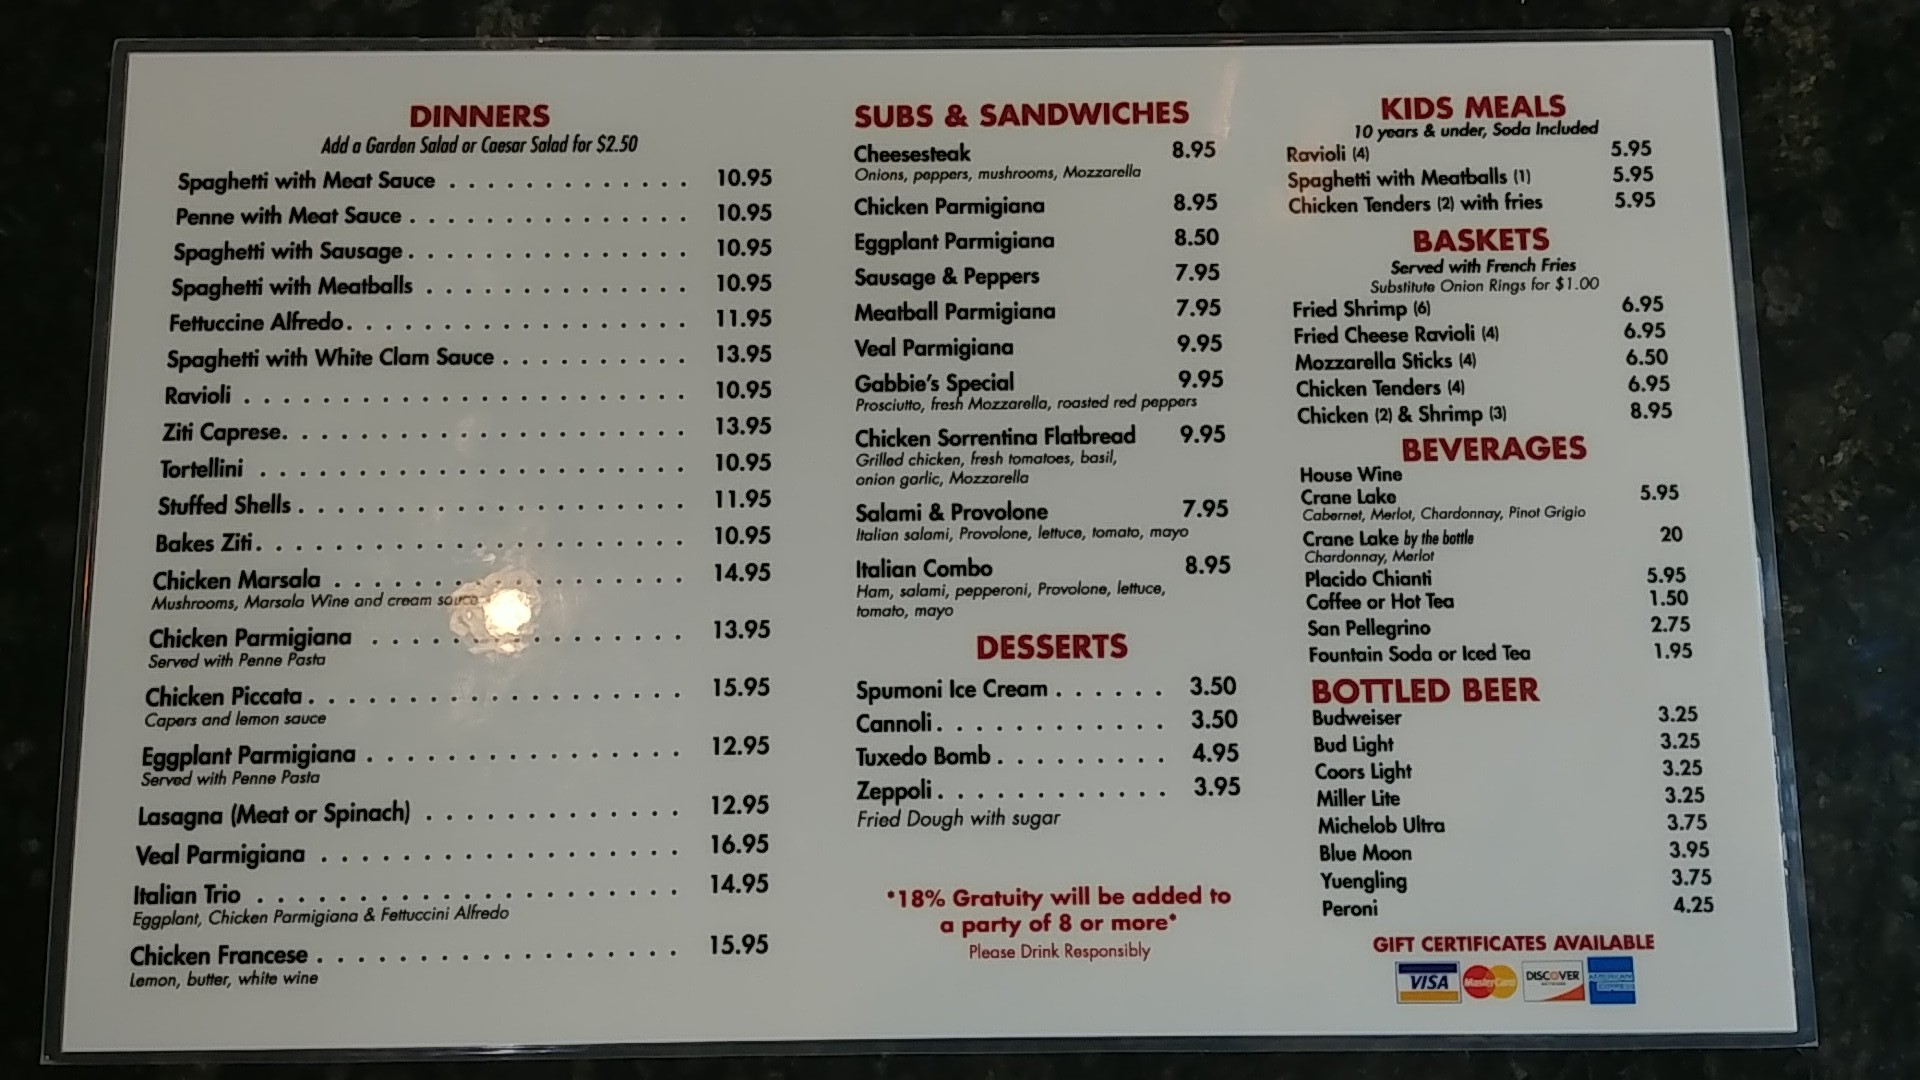 DINNERS
Add a Garden Salad or Caesar Salad for $2.50
Spaghetti with Meat Sauce . . . . . . . . . . . . . 10.95
Penne with Meat Sauce . . . . . . . . . . . . . . . 10.95
Spaghetti with Sausage . . . . . . . . . . . . . . . 10.95
Spaghetti with Meatballs . . . . . . . . . . . . . . 10.95
Fettuccine Alfredo . . . . . . . . . . . . . . . . . 11.95
Spaghetti with White Clam Sauce . . . . . . . . . . 13.95
Ravioli . . . . . . . . . . . . . . . . . . . . . . 10.95
Ziti Caprese . . . . . . . . . . . . . . . . . . . . 13.95
Tortellini . . . . . . . . . . . . . . . . . . . . . 10.95
Stuffed Shells . . . . . . . . . . . . . . . . . . . 11.95
Bakes Ziti . . . . . . . . . . . . . . . . . . . . . 10.95
Chicken Marsala . . . . . . . . . . . . . . . . . . 14.95
Mushrooms, Marsala Wine and cream sauce
Chicken Parmigiana . . . . . . . . . . . . . . . . 13.95
Served with Penne Pasta
Chicken Piccata . . . . . . . . . . . . . . . . . . 15.95
Capers and lemon sauce
Eggplant Parmigiana . . . . . . . . . . . . . . . . 12.95
Served with Penne Pasta
Lasagna (Meat or Spinach) . . . . . . . . . . . . . 12.95
Veal Parmigiana . . . . . . . . . . . . . . . . . . 16.95
Italian Trio . . . . . . . . . . . . . . . . . . . . 14.95
Eggplant, Chicken Parmigiana & Fettuccini Alfredo
Chicken Francese . . . . . . . . . . . . . . . . . . 15.95
Lemon, butter, white wine
SUBS & SANDWICHES
Cheesesteak 8.95
Onions, peppers, mushrooms, Mozzarella
Chicken Parmigiana 8.95
Eggplant Parmigiana 8.50
Sausage & Peppers 7.95
Meatball Parmigiana 7.95
Veal Parmigiana 9.95
Gabbie's Special 9.95
Prosciutto, fresh Mozzarella, roasted red peppers
Chicken Sorrentina Flatbread 9.95
Grilled chicken, fresh tomatoes, basil,
onion garlic, Mozzarella
Salami & Provolone 7.95
Italian salami, Provolone, lettuce, tomato, mayo
Italian Combo 8.95
Ham, salami, pepperoni, Provolone, lettuce,
tomato, mayo
DESSERTS
Spumoni Ice Cream . . . . . . 3.50
Cannoli . . . . . . . . . . . . 3.50
Tuxedo Bomb . . . . . . . . . 4.95
Zeppoli . . . . . . . . . . . . 3.95
Fried Dough with sugar
*18% Gratuity will be added to
a party of 8 or more*
Please Drink Responsibly
KIDS MEALS
10 years & under, Soda Included
Ravioli (4) 5.95
Spaghetti with Meatballs (1) 5.95
Chicken Tenders (2) with fries 5.95
BASKETS
Served with French Fries
Substitute Onion Rings for $1.00
Fried Shrimp (6) 6.95
Fried Cheese Ravioli (4) 6.95
Mozzarella Sticks (4) 6.50
Chicken Tenders (4) 6.95
Chicken (2) & Shrimp (3) 8.95
BEVERAGES
House Wine
Crane Lake 5.95
Cabernet, Merlot, Chardonnay, Pinot Grigio
Crane Lake by the bottle 20
Chardonnay, Merlot
Placido Chianti 5.95
Coffee or Hot Tea 1.50
San Pellegrino 2.75
Fountain Soda or Iced Tea 1.95
BOTTLED BEER
Budweiser 3.25
Bud Light 3.25
Coors Light 3.25
Miller Lite 3.25
Michelob Ultra 3.75
Blue Moon 3.95
Yuengling 3.75
Peroni 4.25
GIFT CERTIFICATES AVAILABLE
VISA MasterCard DISCOVER AMERICAN EXPRESS